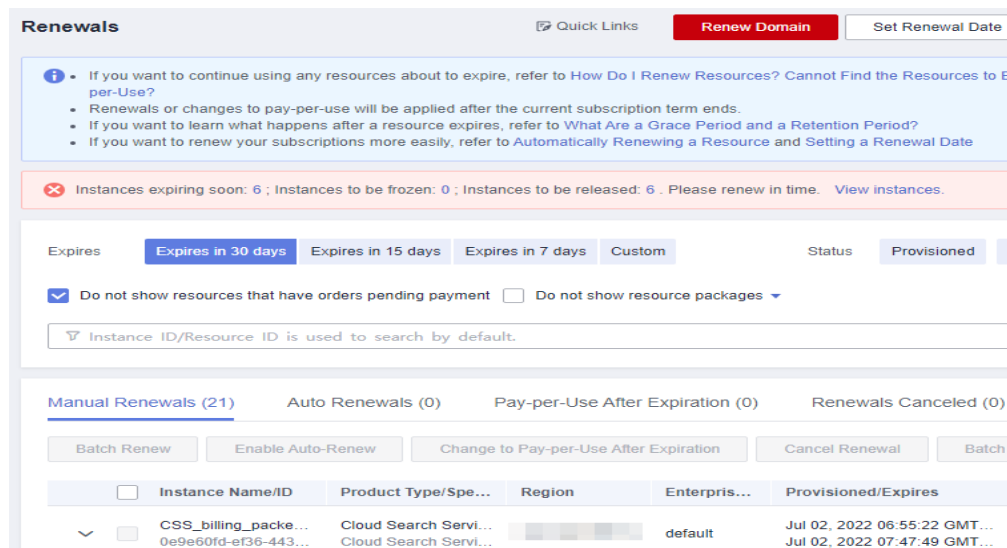 Renewals
Quick Links
Renew Domain
Set Renewal Date
If you want to continue using any resources about to expire, refer to How Do I Renew Resources? Cannot Find the Resources to
per-Use?
Renewals or changes to pay-per-use will be applied after the current subscription term ends.
If you want to learn what happens after a resource expires, refer to What Are a Grace Period and a Retention Period?
If you want to renew your subscriptions more easily, refer to Automatically Renewing a Resource and Setting a Renewal Date
Instances expiring soon: 6 ; Instances to be frozen: 0 ; Instances to be released: 6 . Please renew in time. View instances.
Expires Expires in 30 days Expires in 15 days Expires in 7 days Custom Status Provisioned
Do not show resources that have orders pending payment Do not show resource packages
Instance ID/Resource ID is used to search by default.
Manual Renewals (21) Auto Renewals (0) Pay-per-Use After Expiration (0) Renewals Canceled (0)
Batch Renew Enable Auto-Renew Change to Pay-per-Use After Expiration Cancel Renewal Batch
Instance Name/ID Product Type/Spe... Region Enterpris... Provisioned/Expires
CSS_billing_packe... Cloud Search Servi... default Jul 02, 2022 06:55:22 GMT...
0e9e60fd-ef36-443... Cloud Search Servi... Jul 02, 2022 07:47:49 GMT...